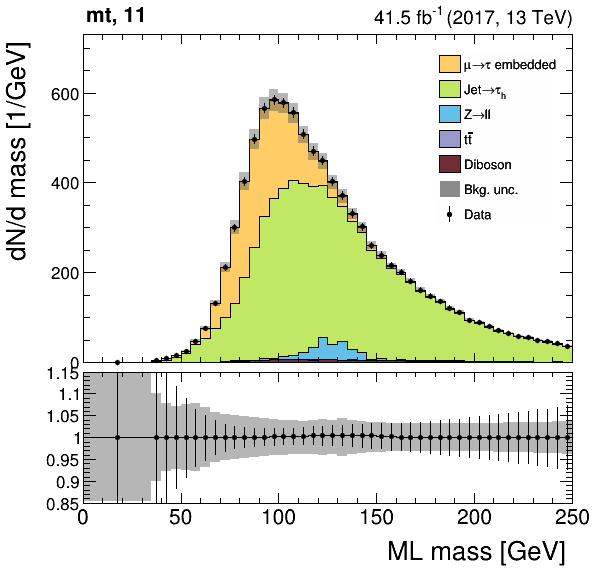 mt, 11
41.5 fb⁻¹ (2017, 13 TeV)
dN/d mass [1/GeV]
600
400
200
0
μ→τ embedded
Jet→τₕ
Z→ll
tt̄
Diboson
Bkg. unc.
Data
1.15
1.1
1.05
1
0.95
0.9
0.85
0 50 100 150 200 250
ML mass [GeV]